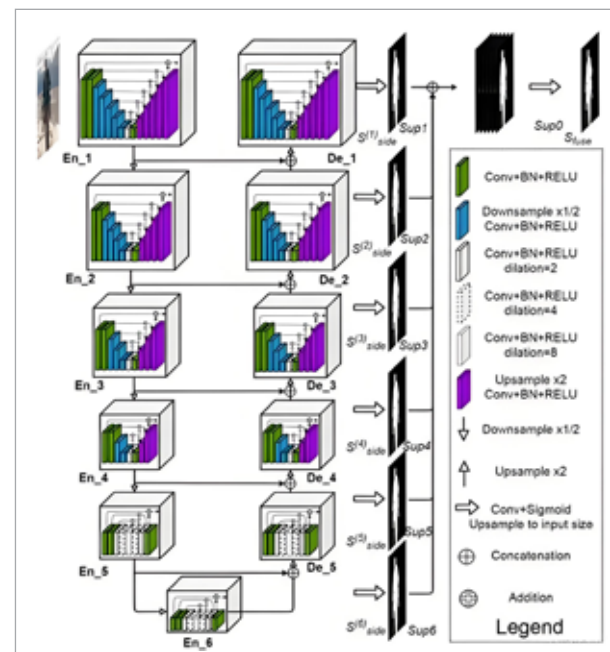 En_1
De_1
S(1)side
Sup1
Sup0
Sfuse
En_2
De_2
S(2)side
Sup2
En_3
De_3
S(3)side
Sup3
En_4
De_4
S(4)side
Sup4
En_5
De_5
S(5)side
Sup5
En_6
S(6)side
Sup6
Conv+BN+RELU
Downsample x1/2
Conv+BN+RELU
Conv+BN+RELU
dilation=2
Conv+BN+RELU
dilation=4
Conv+BN+RELU
dilation=8
Upsample x2
Conv+BN+RELU
Downsample x1/2
Upsample x2
Conv+Sigmoid
Upsample to input size
Concatenation
Addition
Legend